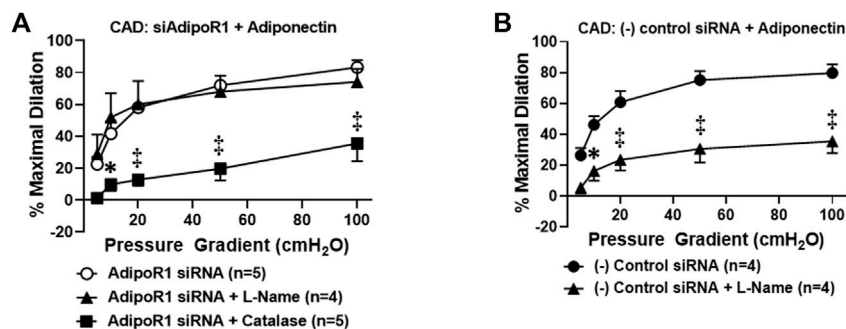 A
CAD: siAdipoR1 + Adiponectin
% Maximal Dilation
100
80
60
40
20
0
-20
* ‡ ‡ ‡
20 40 60 80 100
Pressure Gradient (cmH₂O)
AdipoR1 siRNA (n=5)
AdipoR1 siRNA + L-Name (n=4)
AdipoR1 siRNA + Catalase (n=5)
B
CAD: (-) control siRNA + Adiponectin
% Maximal Dilation
100
80
60
40
20
0
-20
* ‡ ‡ ‡
20 40 60 80 100
Pressure Gradient (cmH₂O)
(-) Control siRNA (n=4)
(-) Control siRNA + L-Name (n=4)